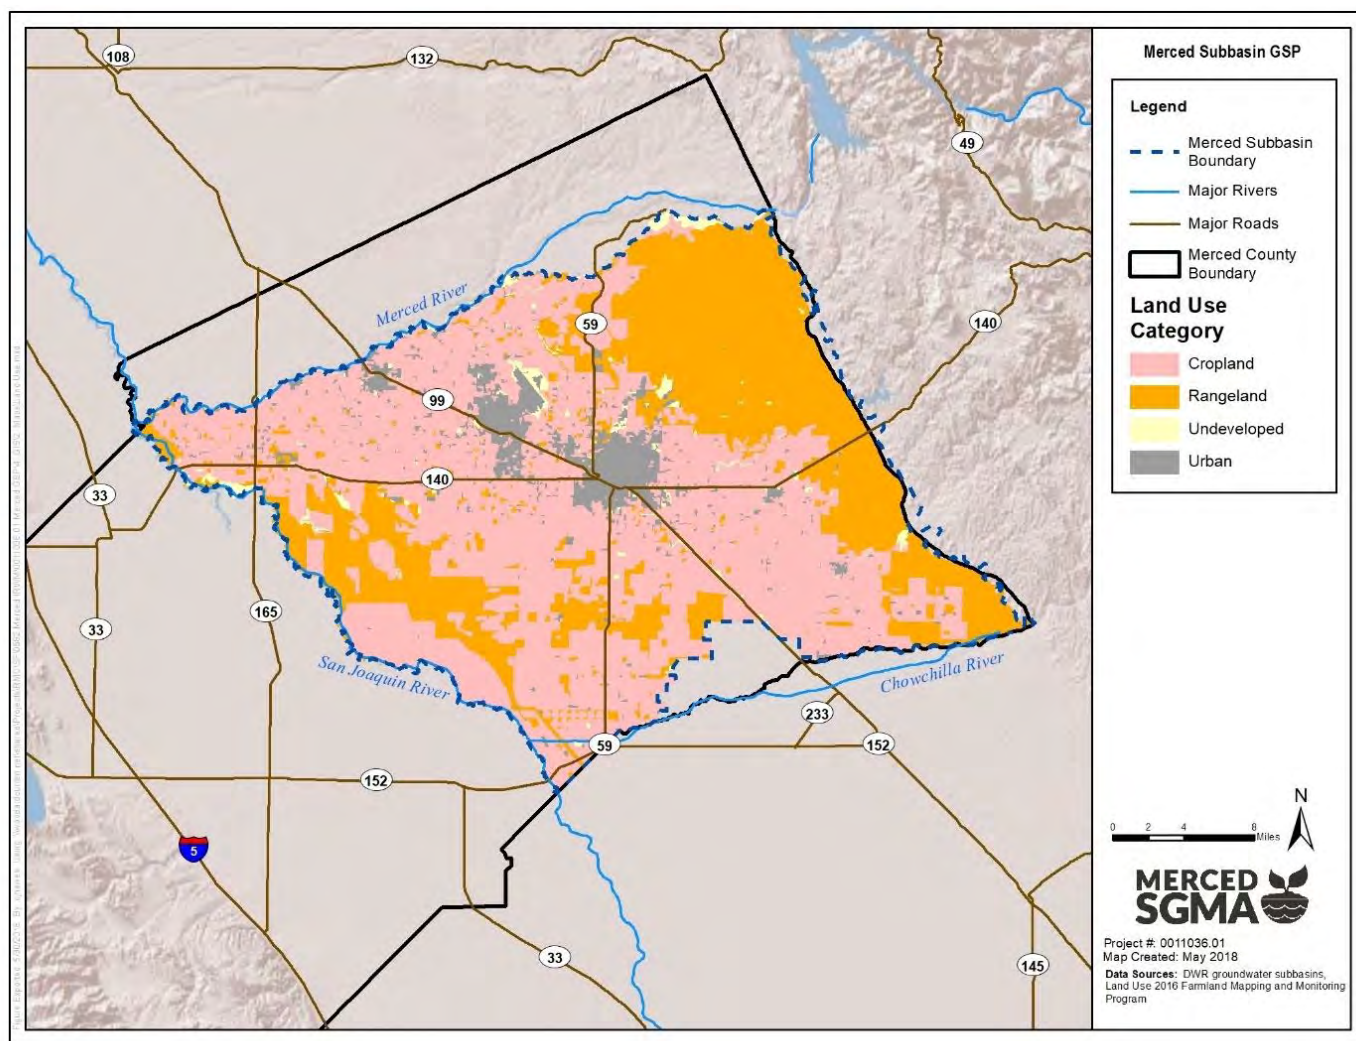 Merced Subbasin GSP
Legend
Merced Subbasin
Boundary
Major Rivers
Major Roads
Merced County
Boundary
Land Use
Category
Cropland
Rangeland
Undeveloped
Urban
108
132
49
Merced River
59
140
99
140
33
33
165
San Joaquin River
Chowchilla River
233
59
152
152
5
33
145
N
0 2 4 8
Miles
MERCED
SGMA
Project #: 0011036.01
Map Created: May 2018
Data Sources: DWR groundwater subbasins,
Land Use 2016 Farmland Mapping and Monitoring
Program